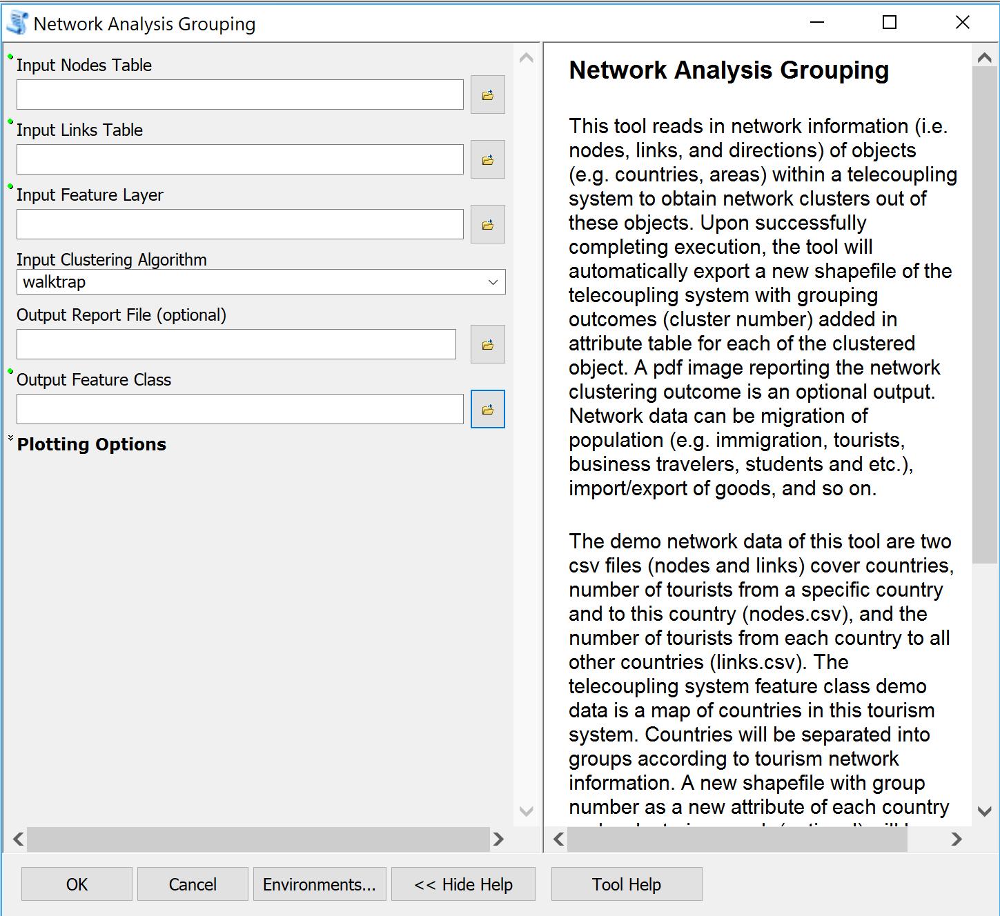 Network Analysis Grouping
Input Nodes Table
Input Links Table
Input Feature Layer
Input Clustering Algorithm
walktrap
Output Report File (optional)
Output Feature Class
Plotting Options
Network Analysis Grouping
This tool reads in network information (i.e.
nodes, links, and directions) of objects
(e.g. countries, areas) within a telecoupling
system to obtain network clusters out of
these objects. Upon successfully
completing execution, the tool will
automatically export a new shapefile of the
telecoupling system with grouping
outcomes (cluster number) added in
attribute table for each of the clustered
object. A pdf image reporting the network
clustering outcome is an optional output.
Network data can be migration of
population (e.g. immigration, tourists,
business travelers, students and etc.),
import/export of goods, and so on.
The demo network data of this tool are two
csv files (nodes and links) cover countries,
number of tourists from a specific country
and to this country (nodes.csv), and the
number of tourists from each country to all
other countries (links.csv). The
telecoupling system feature class demo
data is a map of countries in this tourism
system. Countries will be separated into
groups according to tourism network
information. A new shapefile with group
number as a new attribute of each country
OK
Cancel
Environments...
<< Hide Help
Tool Help